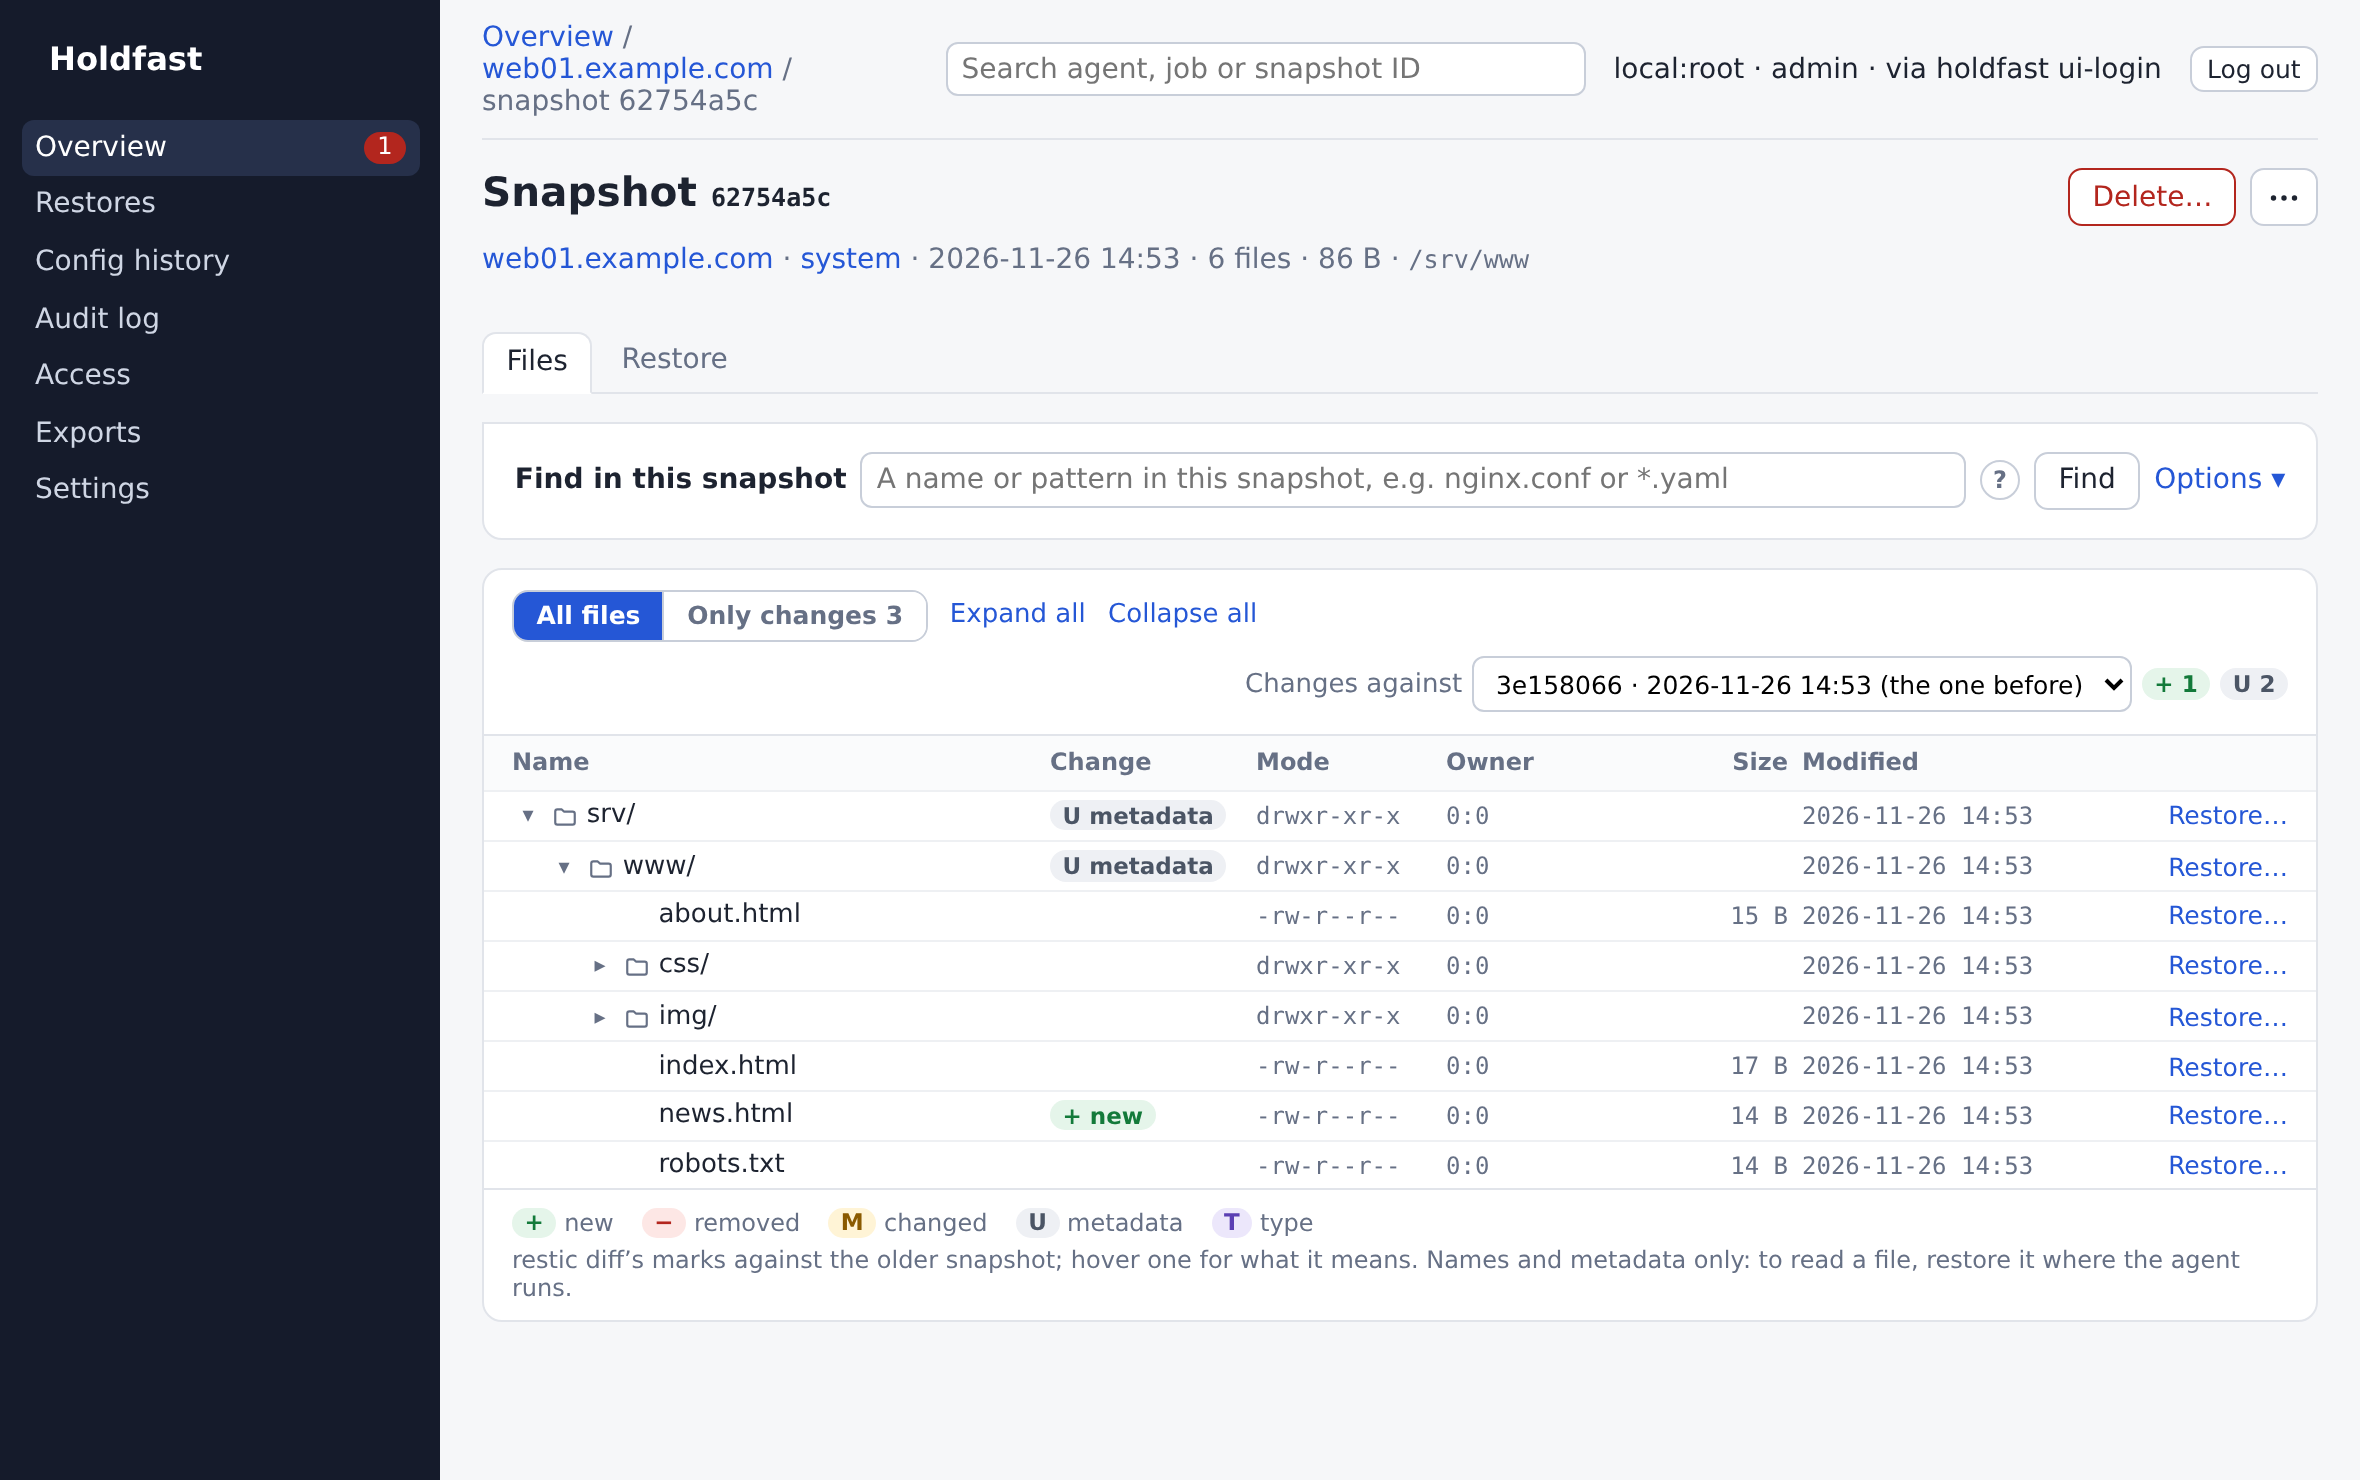 Holdfast
Overview 1
Restores
Config history
Audit log
Access
Exports
Settings
Overview /
web01.example.com /
snapshot 62754a5c
Search agent, job or snapshot ID
local:root · admin · via holdfast ui-login
Log out
Snapshot 62754a5c
Delete…
…
web01.example.com · system · 2026-11-26 14:53 · 6 files · 86 B · /srv/www
Files
Restore
Find in this snapshot
A name or pattern in this snapshot, e.g. nginx.conf or *.yaml
?
Find
Options ▾
All files
Only changes 3
Expand all
Collapse all
Changes against 3e158066 · 2026-11-26 14:53 (the one before) + 1 U 2
Name Change Mode Owner Size Modified
▾ srv/ U metadata drwxr-xr-x 0:0 2026-11-26 14:53 Restore…
▾ www/ U metadata drwxr-xr-x 0:0 2026-11-26 14:53 Restore…
about.html -rw-r--r-- 0:0 15 B 2026-11-26 14:53 Restore…
▸ css/ drwxr-xr-x 0:0 2026-11-26 14:53 Restore…
▸ img/ drwxr-xr-x 0:0 2026-11-26 14:53 Restore…
index.html -rw-r--r-- 0:0 17 B 2026-11-26 14:53 Restore…
news.html + new -rw-r--r-- 0:0 14 B 2026-11-26 14:53 Restore…
robots.txt -rw-r--r-- 0:0 14 B 2026-11-26 14:53 Restore…
+ new − removed M changed U metadata T type
restic diff’s marks against the older snapshot; hover one for what it means. Names and metadata only: to read a file, restore it where the agent
runs.